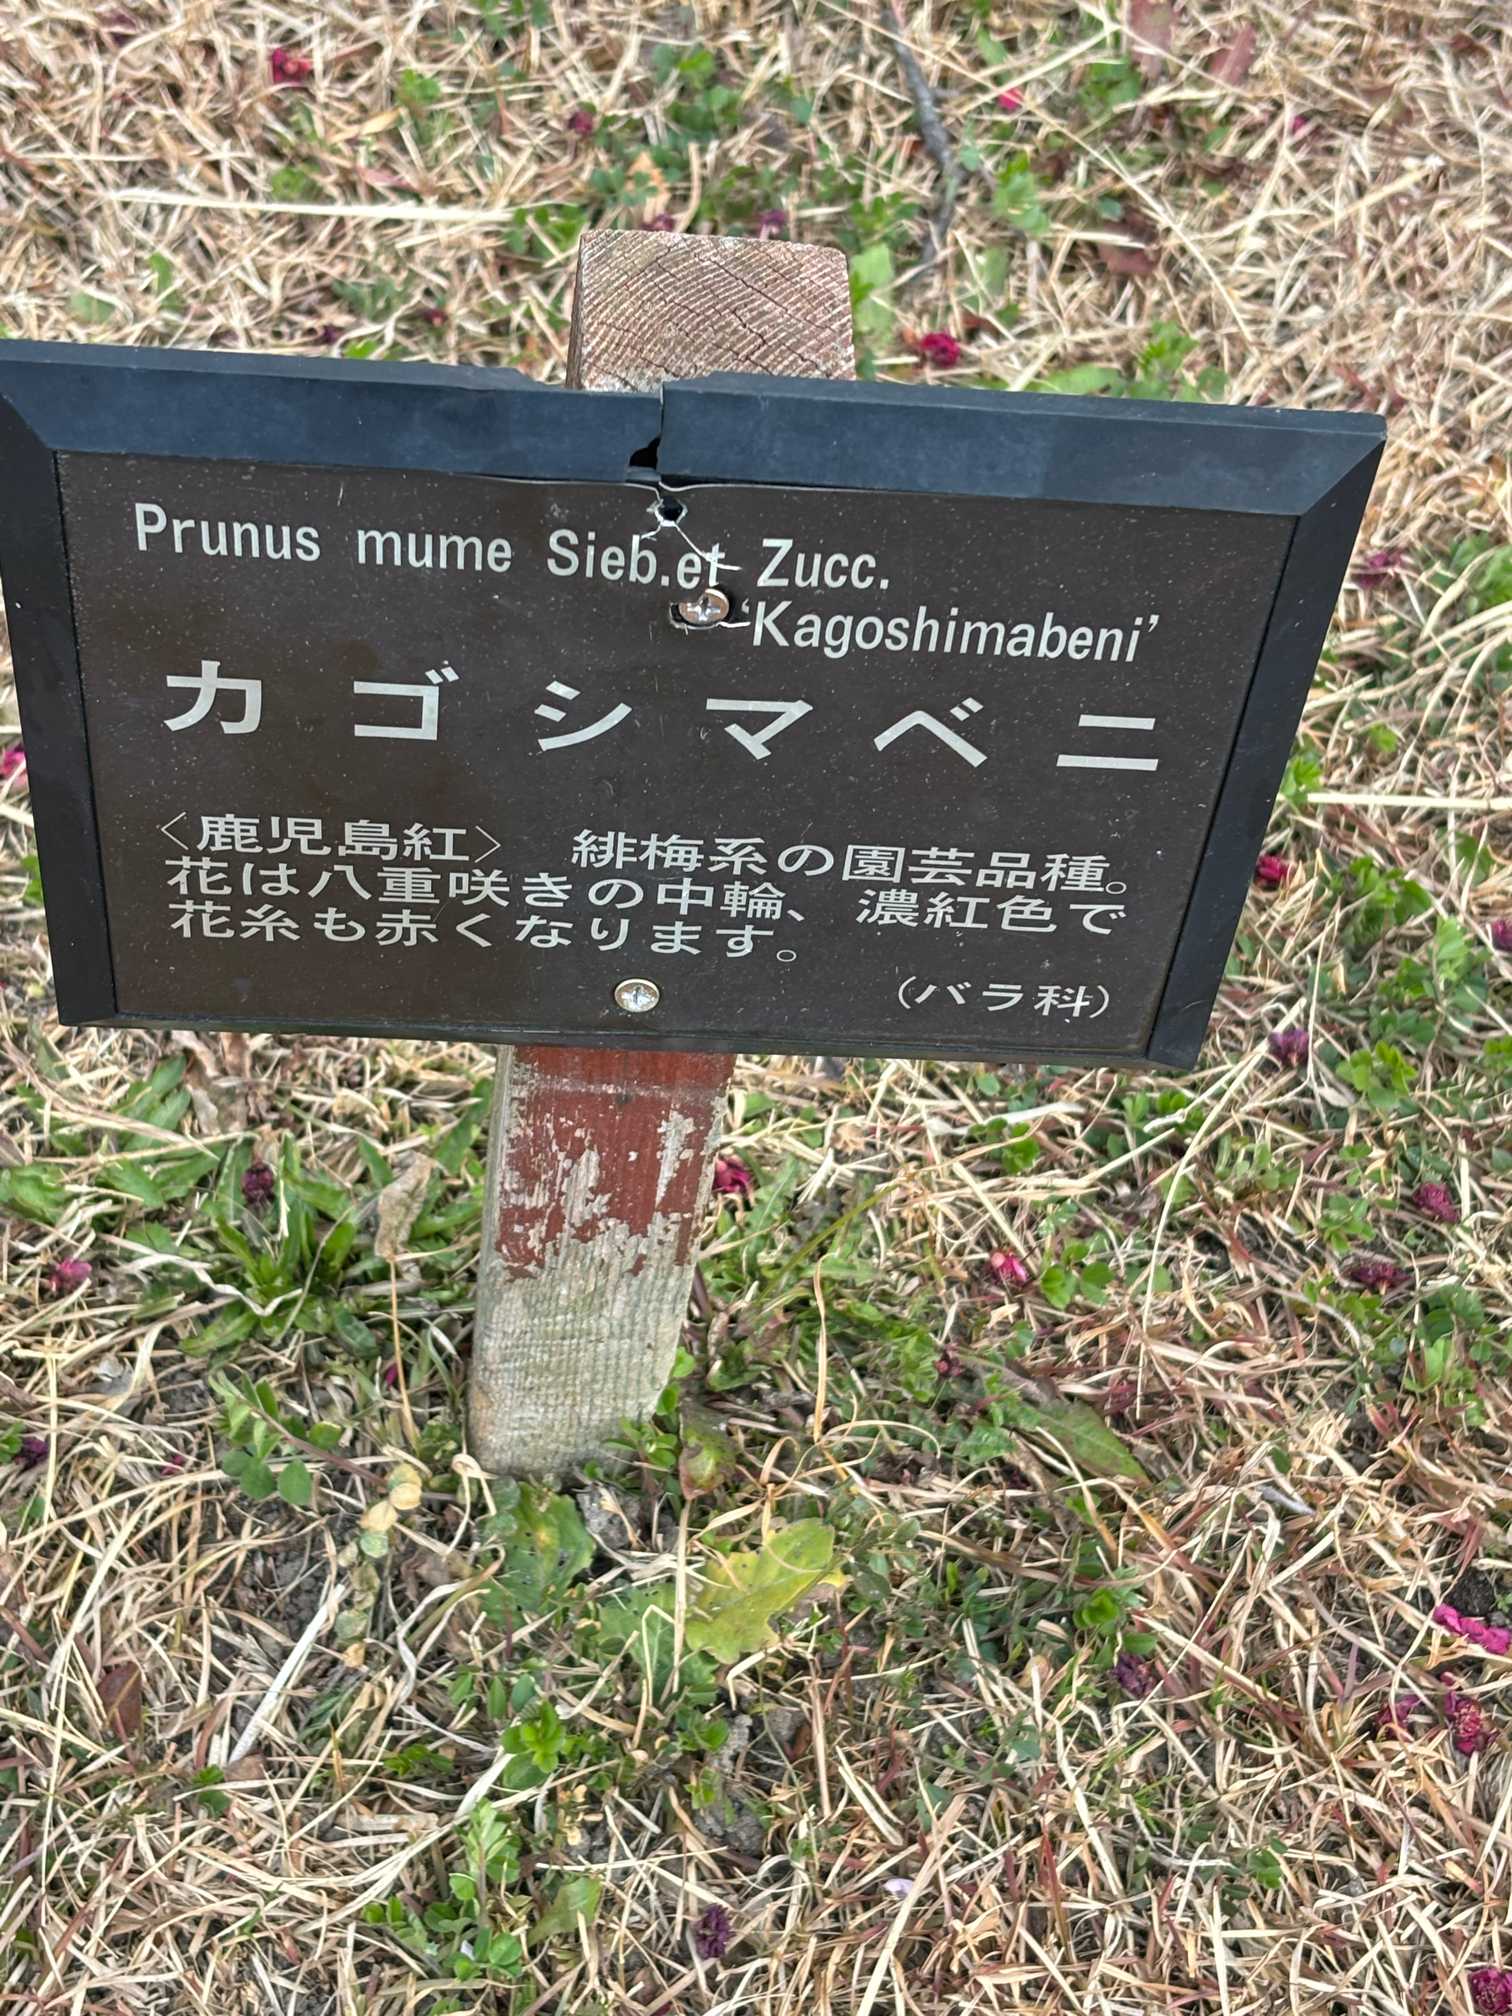 Prunus mume Sieb.et Zucc.
‘Kagoshimabeni’
カゴシマベニ
〈鹿児島紅〉 緋梅系の園芸品種。
花は八重咲きの中輪、濃紅色で
花糸も赤くなります。
（バラ科）